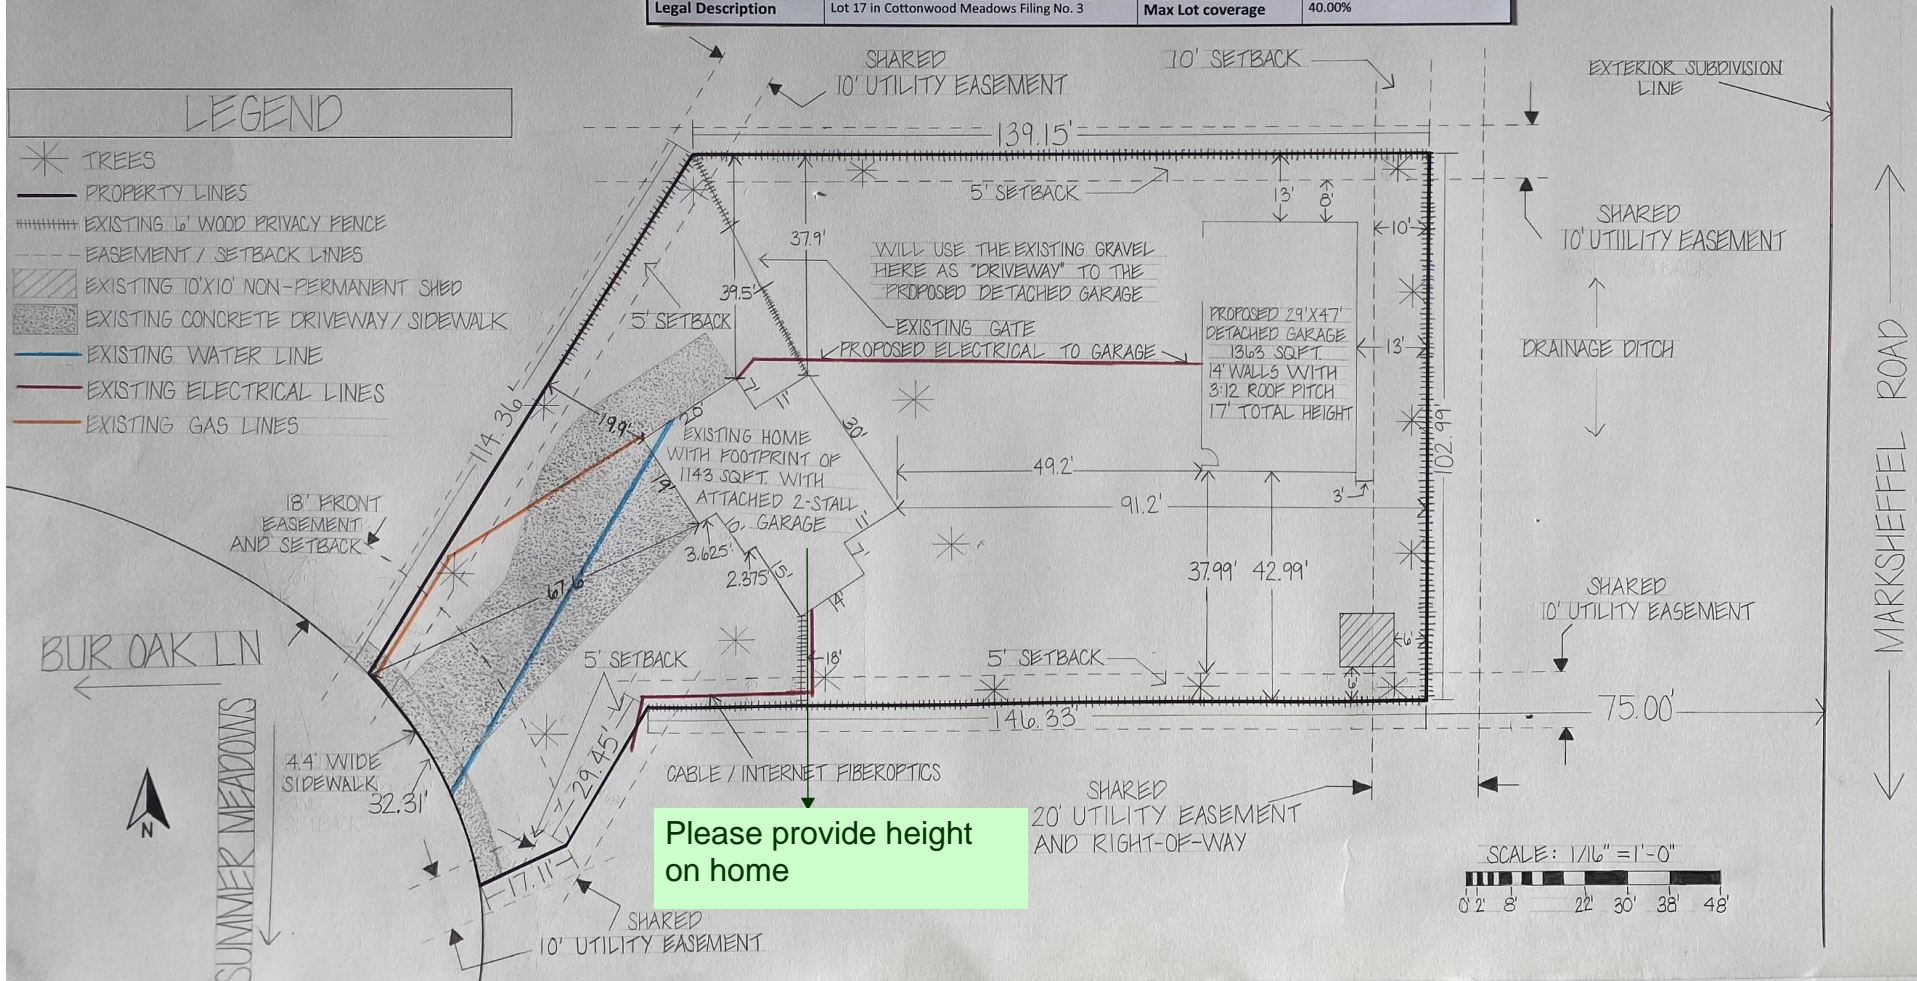 Legal Description
Lot 17 in Cottonwood Meadows Filing No. 3
Max Lot coverage
40.00%
LEGEND
TREES
PROPERTY LINES
EXISTING 6' WOOD PRIVACY FENCE
EASEMENT / SETBACK LINES
EXISTING 10'X10' NON-PERMANENT SHED
EXISTING CONCRETE DRIVEWAY / SIDEWALK
EXISTING WATER LINE
EXISTING ELECTRICAL LINES
EXISTING GAS LINES
SHARED
10' UTILITY EASEMENT
10' SETBACK
EXTERIOR SUBDIVISION
LINE
139.15'
5' SETBACK
13'
8'
10'
SHARED
10' UTIILITY EASEMENT
37.9'
39.5'
WILL USE THE EXISTING GRAVEL
HERE AS "DRIVEWAY" TO THE
PROPOSED DETACHED GARAGE
5' SETBACK
EXISTING GATE
PROPOSED ELECTRICAL TO GARAGE
PROPOSED 29'X47'
DETACHED GARAGE
1363 SQFT.
14' WALLS WITH
3:12 ROOF PITCH
17' TOTAL HEIGHT
13'
DRAINAGE DITCH
MARKSHEFFEL ROAD
114.36'
19.9'
20'
7'
11'
30'
19'
EXISTING HOME
WITH FOOTPRINT OF
1143 SQFT. WITH
ATTACHED 2-STALL
GARAGE
49.2'
91.2'
3'
102.99'
18' FRONT
EASEMENT
AND SETBACK
67.6
3.625'
2.375'
11'
7'
14'
37.99'
42.99'
SHARED
10' UTILITY EASEMENT
BUR OAK LN
SUMMER MEADOWS
5' SETBACK
18'
5' SETBACK
6'
6'
146.33'
75.00'
4.4' WIDE
SIDEWALK
32.31'
29.45'
CABLE / INTERNET FIBEROPTICS
SHARED
20' UTILITY EASEMENT
AND RIGHT-OF-WAY
Please provide height
on home
N
17.11'
SHARED
10' UTILITY EASEMENT
SCALE: 1/16" = 1'-0"
0' 2' 8' 22' 30' 38' 48'